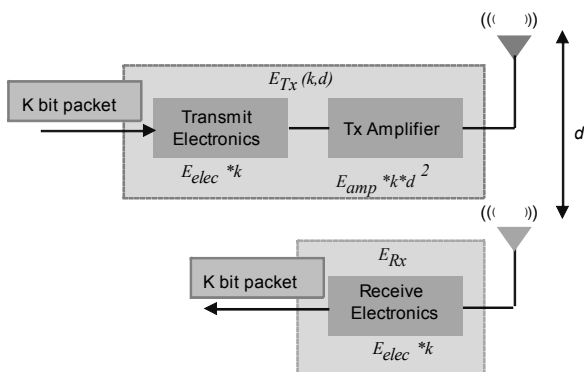 ((( )))
E_Tx (k,d)
K bit packet
Transmit
Electronics
Tx Amplifier
d
E_elec *k
E_amp *k*d^2
((( )))
E_Rx
K bit packet
Receive
Electronics
E_elec *k